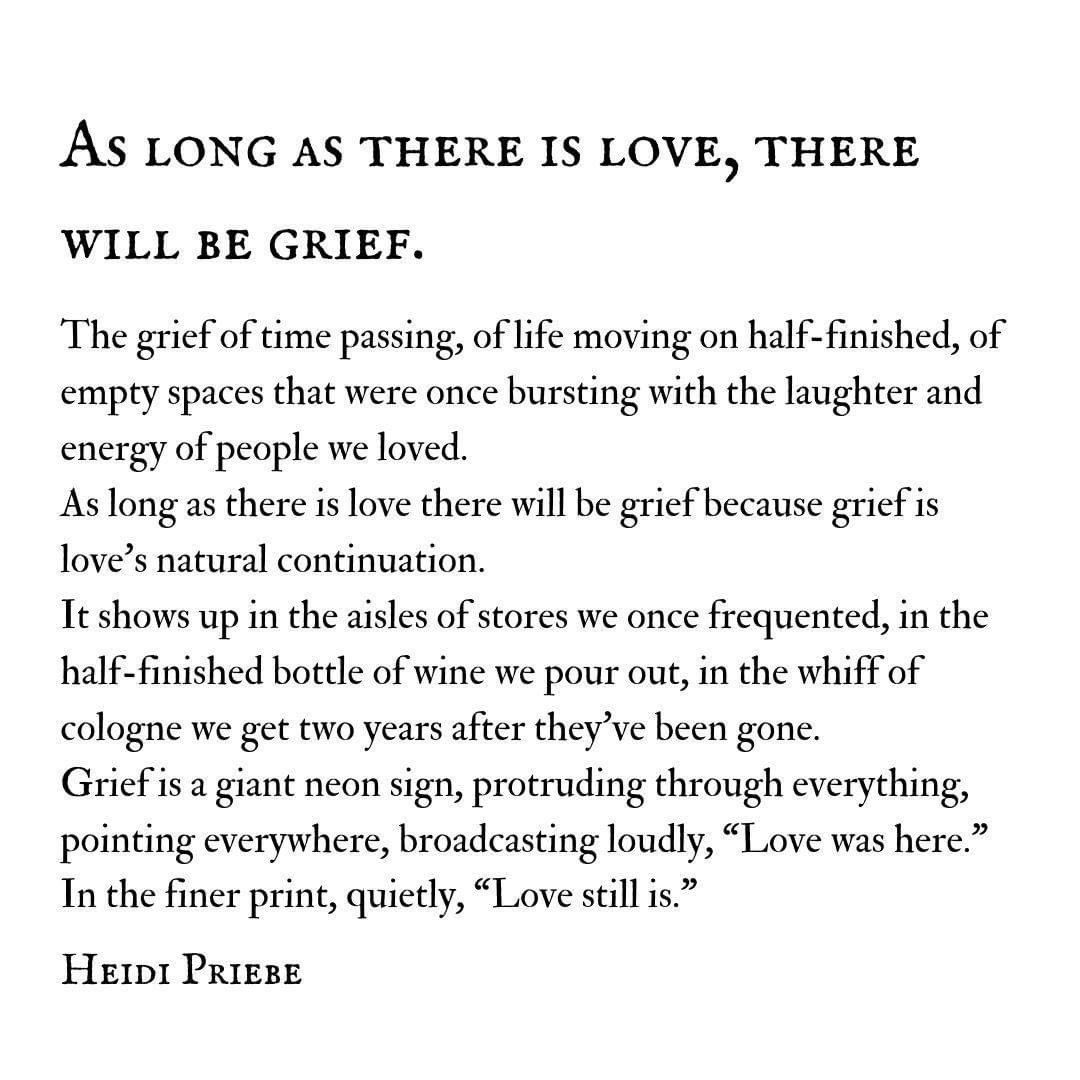 As long as there is love, there
will be grief.
The grief of time passing, of life moving on half-finished, of
empty spaces that were once bursting with the laughter and
energy of people we loved.
As long as there is love there will be grief because grief is
love’s natural continuation.
It shows up in the aisles of stores we once frequented, in the
half-finished bottle of wine we pour out, in the whiff of
cologne we get two years after they’ve been gone.
Grief is a giant neon sign, protruding through everything,
pointing everywhere, broadcasting loudly, “Love was here.”
In the finer print, quietly, “Love still is.”
Heidi Priebe